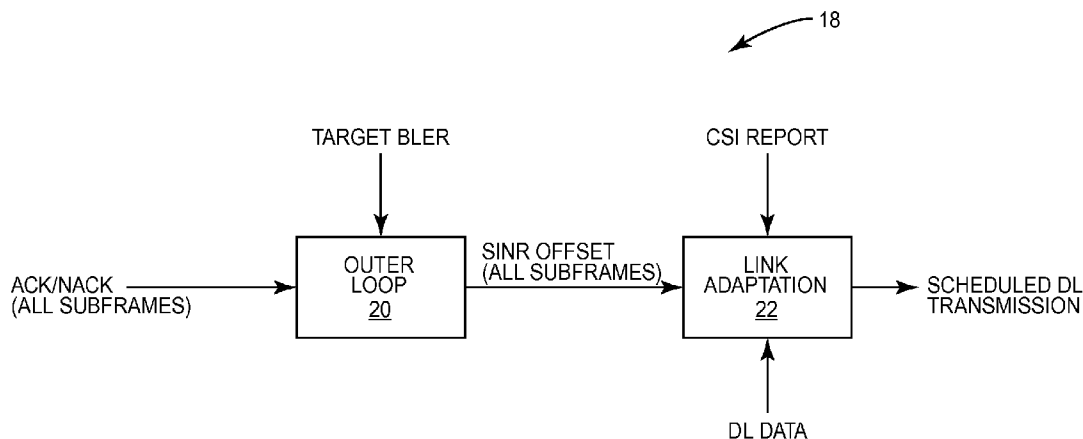 18
TARGET BLER
CSI REPORT
ACK/NACK
(ALL SUBFRAMES)
OUTER
LOOP
20
SINR OFFSET
(ALL SUBFRAMES)
LINK
ADAPTATION
22
SCHEDULED DL
TRANSMISSION
DL DATA